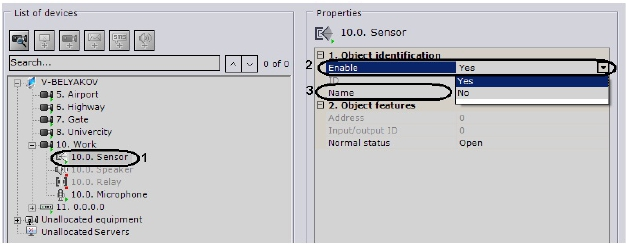 List of devices
Search...
0 of 0
V-BELYAKOV
5. Airport
6. Highway
7. Gate
8. Univercity
10. Work
10.0. Sensor
1
10.0. Speaker
10.0. Relay
10.0. Microphone
11. 0.0.0.0
Unallocated equipment
Unallocated Servers
Properties
10.0. Sensor
1. Object identification
2
Enable Yes
ID
Yes
3
Name No
2. Object features
Address 0
Input/output ID 0
Normal status Open